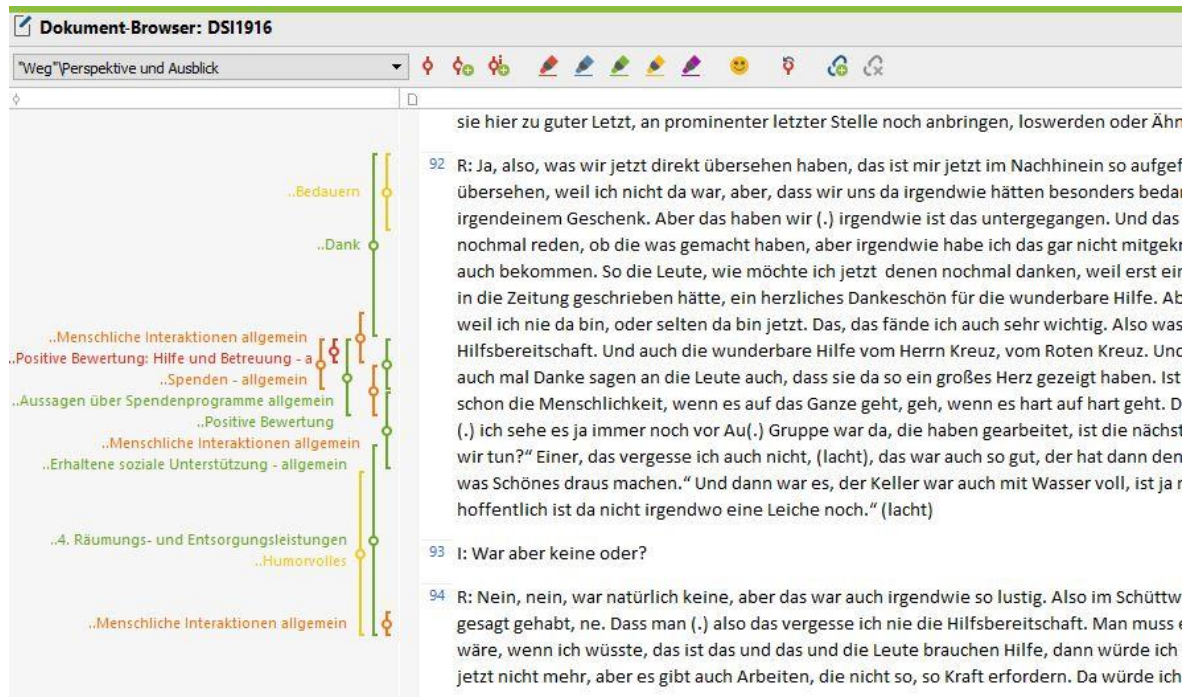 Dokument-Browser: DSI1916
"Weg"\Perspektive und Ausblick
sie hier zu guter Letzt, an prominenter letzter Stelle noch anbringen, loswerden oder Ähn
92 R: Ja, also, was wir jetzt direkt übersehen haben, das ist mir jetzt im Nachhinein so aufgef
übersehen, weil ich nicht da war, aber, dass wir uns da irgendwie hätten besonders bedan
irgendeinem Geschenk. Aber das haben wir (.) irgendwie ist das untergegangen. Und das
nochmal reden, ob die was gemacht haben, aber irgendwie habe ich das gar nicht mitgekr
auch bekommen. So die Leute, wie möchte ich jetzt denen nochmal danken, weil erst ein
in die Zeitung geschrieben hätte, ein herzliches Dankeschön für die wunderbare Hilfe. Ab
weil ich nie da bin, oder selten da bin jetzt. Das, das fände ich auch sehr wichtig. Also was
Hilfsbereitschaft. Und auch die wunderbare Hilfe vom Herrn Kreuz, vom Roten Kreuz. Und
auch mal Danke sagen an die Leute auch, dass sie da so ein großes Herz gezeigt haben. Ist
schon die Menschlichkeit, wenn es auf das Ganze geht, geh, wenn es hart auf hart geht. D
(.) ich sehe es ja immer noch vor Au(.) Gruppe war da, die haben gearbeitet, ist die nächst
wir tun?“ Einer, das vergesse ich auch nicht, (lacht), das war auch so gut, der hat dann den
was Schönes draus machen.“ Und dann war es, der Keller war auch mit Wasser voll, ist ja
hoffentlich ist da nicht irgendwo eine Leiche noch.“ (lacht)
93 I: War aber keine oder?
94 R: Nein, nein, war natürlich keine, aber das war auch irgendwie so lustig. Also im Schüttw
gesagt gehabt, ne. Dass man (.) also das vergesse ich nie die Hilfsbereitschaft. Man muss
wäre, wenn ich wüsste, das ist das und das und die Leute brauchen Hilfe, dann würde ich
jetzt nicht mehr, aber es gibt auch Arbeiten, die nicht so, so Kraft erfordern. Da würde ich
..Bedauern
..Dank
..Menschliche Interaktionen allgemein
..Positive Bewertung: Hilfe und Betreuung - a
..Spenden - allgemein
..Aussagen über Spendenprogramme allgemein
..Positive Bewertung
..Menschliche Interaktionen allgemein
..Erhaltene soziale Unterstützung - allgemein
..4. Räumungs- und Entsorgungsleistungen
..Humorvolles
..Menschliche Interaktionen allgemein